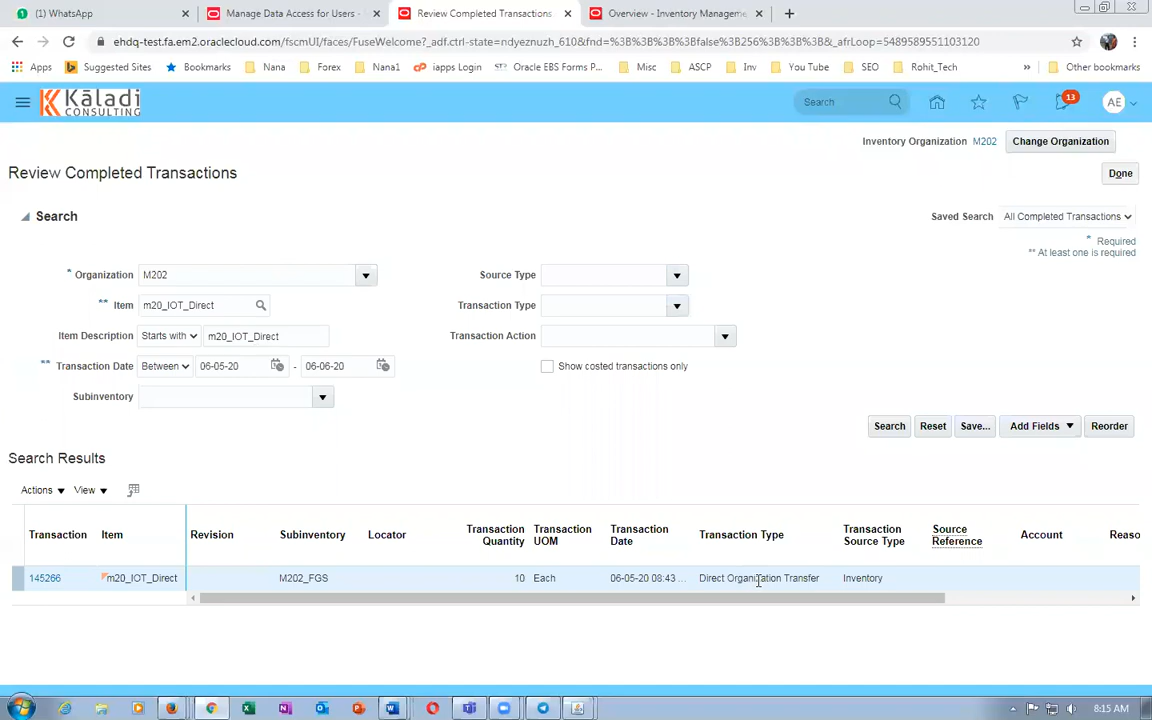 (1) WhatsApp
Manage Data Access for Users -
Review Completed Transactions
Overview - Inventory Manageme
ehdq-test.fa.em2.oraclecloud.com/fscmUI/faces/FuseWelcome?_adf.ctrl-state=ndyeznuzh_610&fnd=%3B%3B%3B%3Bfalse%3B256%3B%3B%3B&_afrLoop=5489589551103120
Apps Suggested Sites Bookmarks Nana Forex Nana1 iapps Login Oracle EBS Forms P... Misc ASCP Inv You Tube SEO Rohit_Tech » Other bookmarks
Kaladi
CONSULTING
Search
13
AE
Inventory Organization M202 Change Organization
Review Completed Transactions
Done
Search
Saved Search All Completed Transactions
* Required
** At least one is required
* Organization M202
Source Type
** Item m20_IOT_Direct
Transaction Type
Item Description Starts with m20_IOT_Direct
Transaction Action
** Transaction Date Between 06-05-20 - 06-06-20
Show costed transactions only
Subinventory
Search Reset Save... Add Fields Reorder
Search Results
Actions View
Transaction Item Revision Subinventory Locator Transaction Quantity Transaction UOM Transaction Date Transaction Type Transaction Source Type Source Reference Account Reaso
145266 m20_IOT_Direct M202_FGS 10 Each 06-05-20 08:43 ... Direct Organization Transfer Inventory
8:15 AM